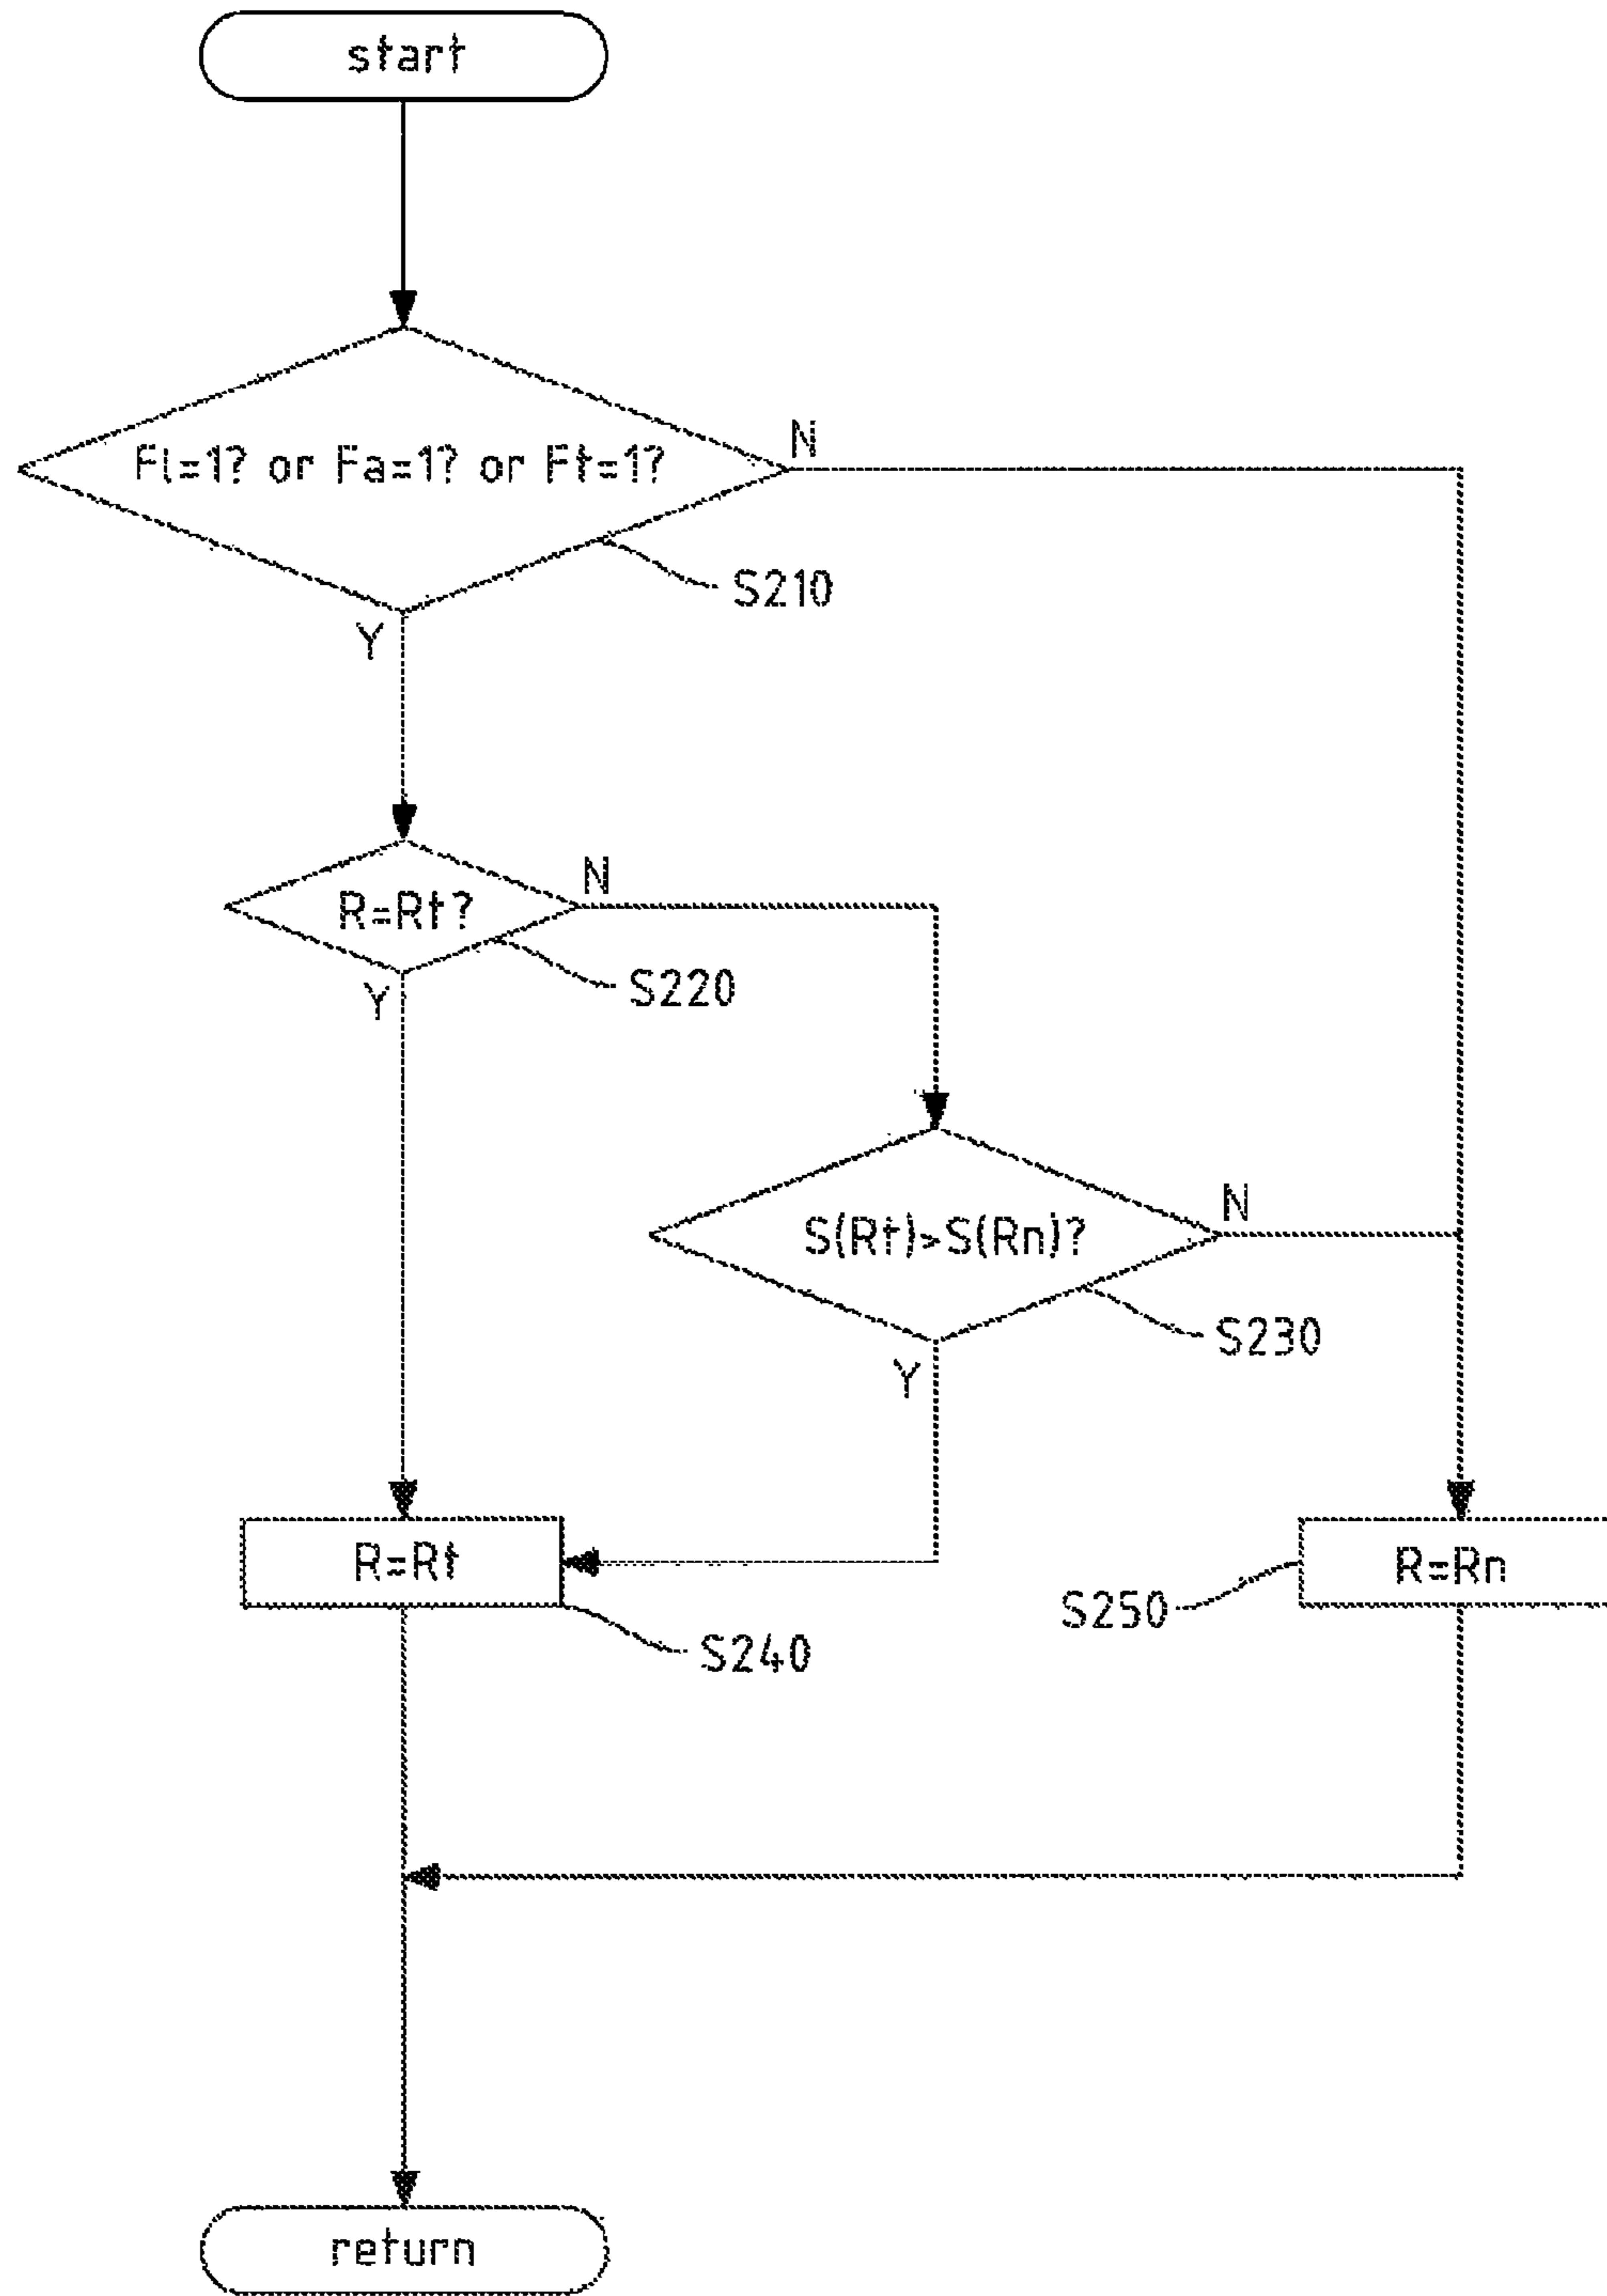 start
Fl=1? or Fa=1? or Ft=1?
N
S210
Y
R=Rt?
N
S220
Y
S(Rt)>S(Rn)?
N
S230
Y
R=Rt
R=Rn
S250
S240
return